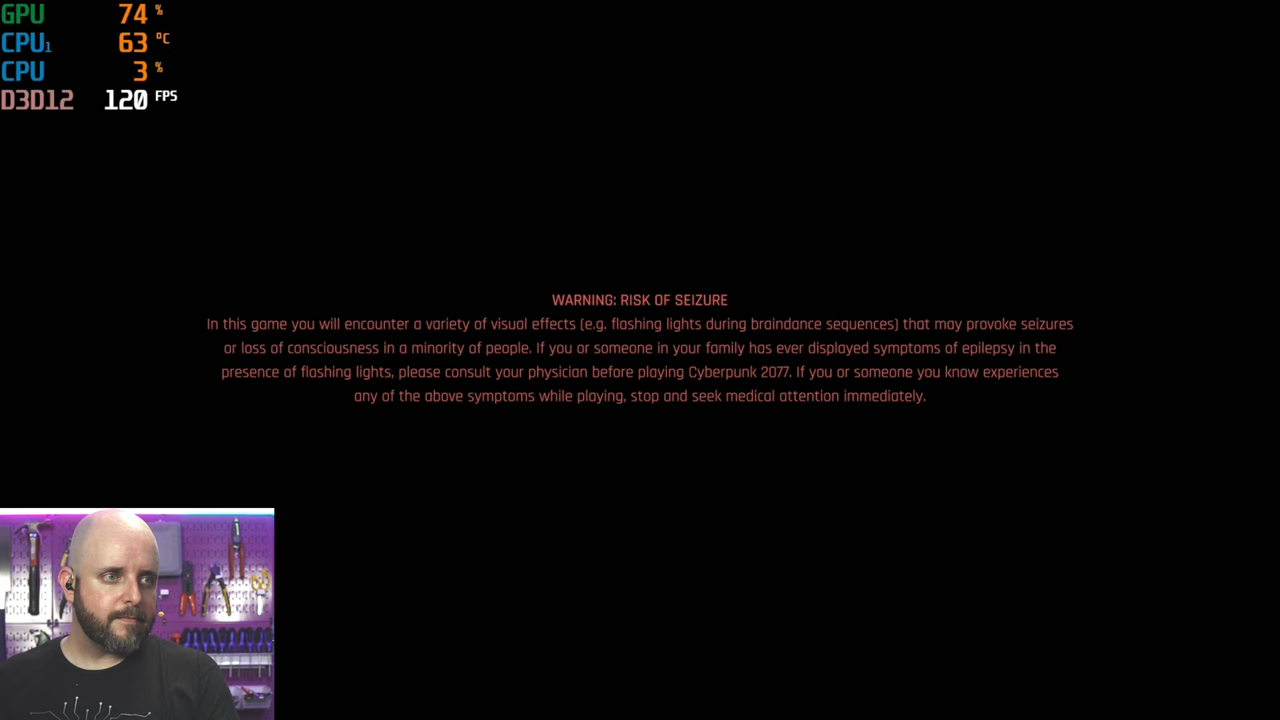 GPU 74 %
CPU1 63 °C
CPU 3 %
D3D12 120 FPS
WARNING: RISK OF SEIZURE
In this game you will encounter a variety of visual effects (e.g. flashing lights during braindance sequences) that may provoke seizures
or loss of consciousness in a minority of people. If you or someone in your family has ever displayed symptoms of epilepsy in the
presence of flashing lights, please consult your physician before playing Cyberpunk 2077. If you or someone you know experiences
any of the above symptoms while playing, stop and seek medical attention immediately.